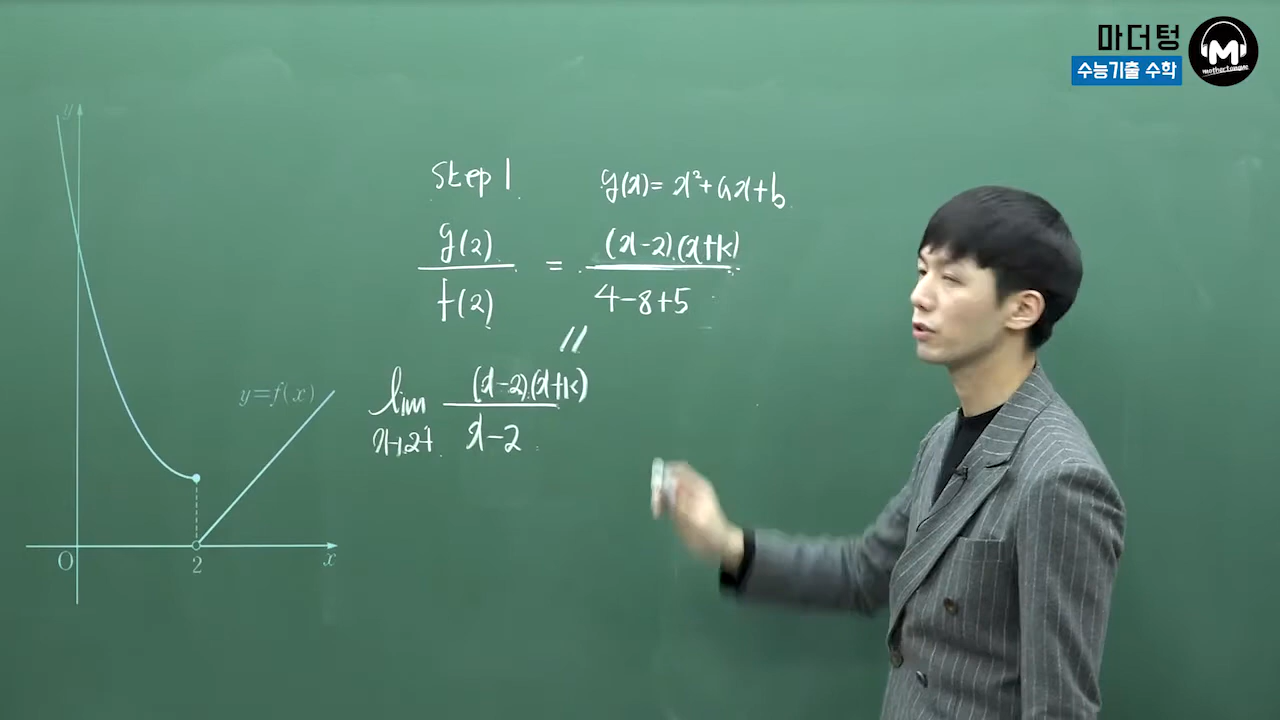 마더텅
수능기출 수학
M
mothertongue
y
Step 1.
g(x) = x²+ax+b
g(2)/f(2) = (x-2)(x+k)/4-8+5
//
lim x→2+ (x-2)(x+k)/x-2
y=f(x)
O
2
x